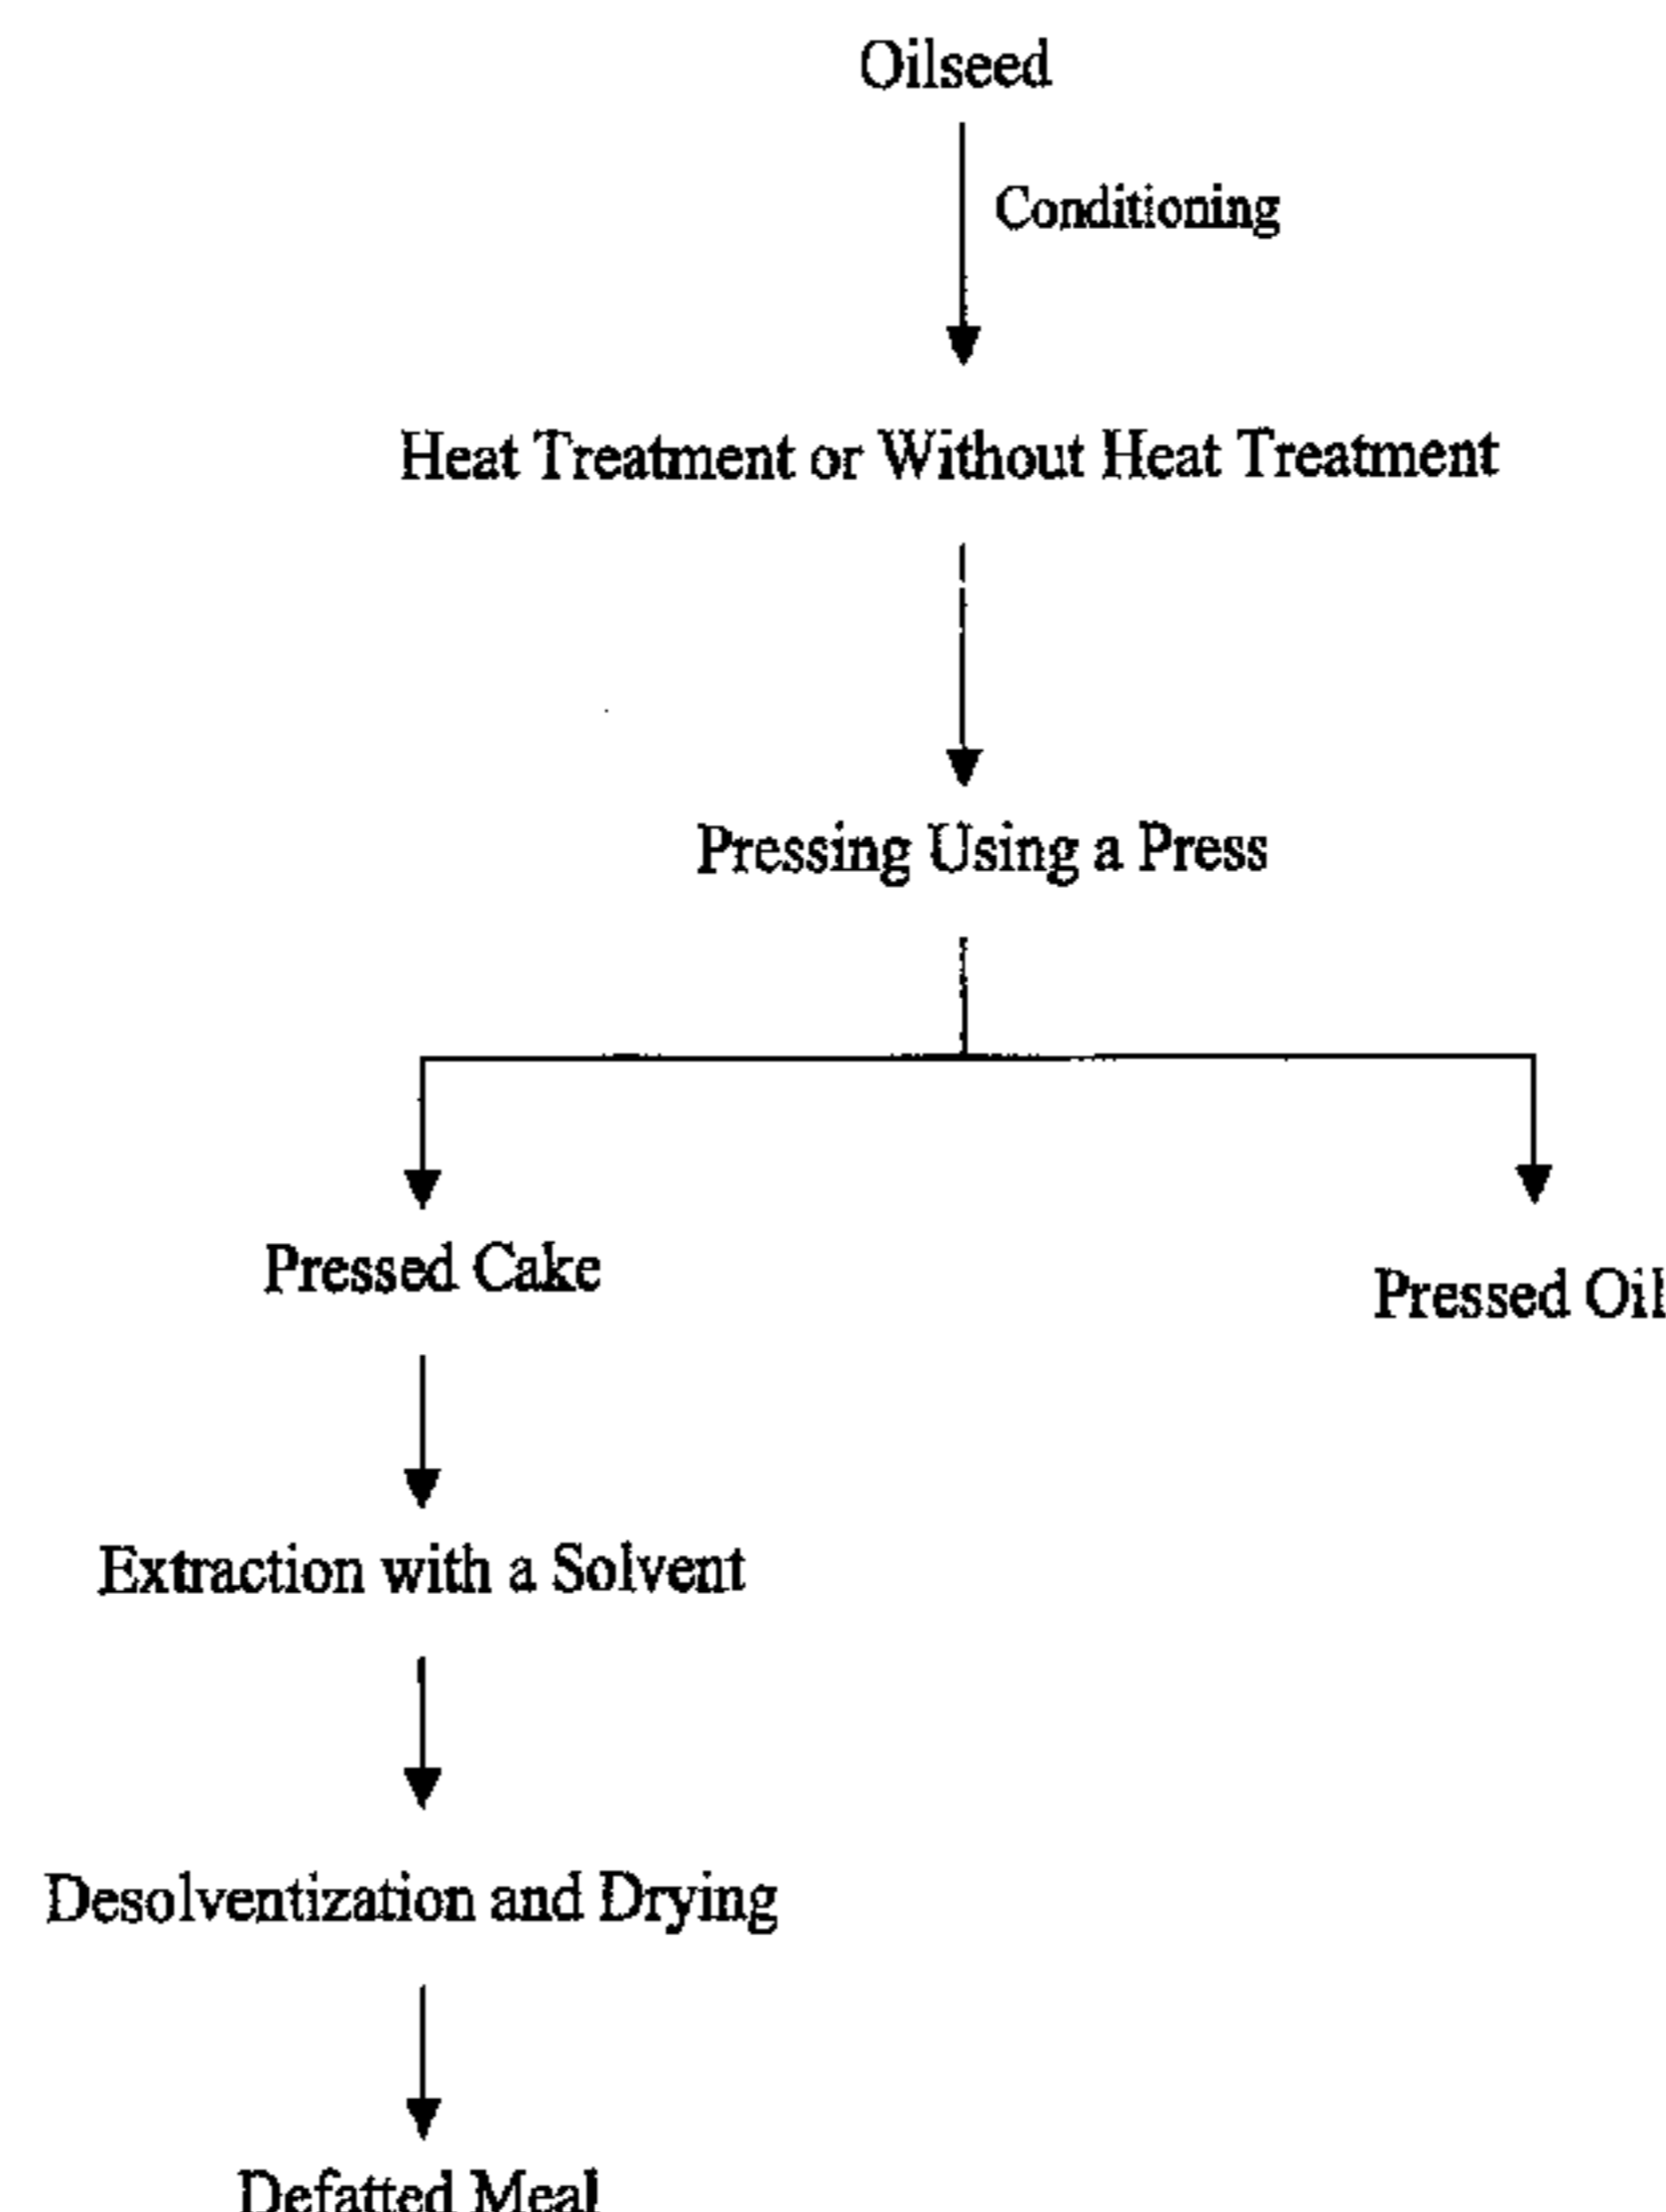 Oilseed
Conditioning
Heat Treatment or Without Heat Treatment
Pressing Using a Press
Pressed Cake
Pressed Oil
Extraction with a Solvent
Desolventization and Drying
Defatted Meal